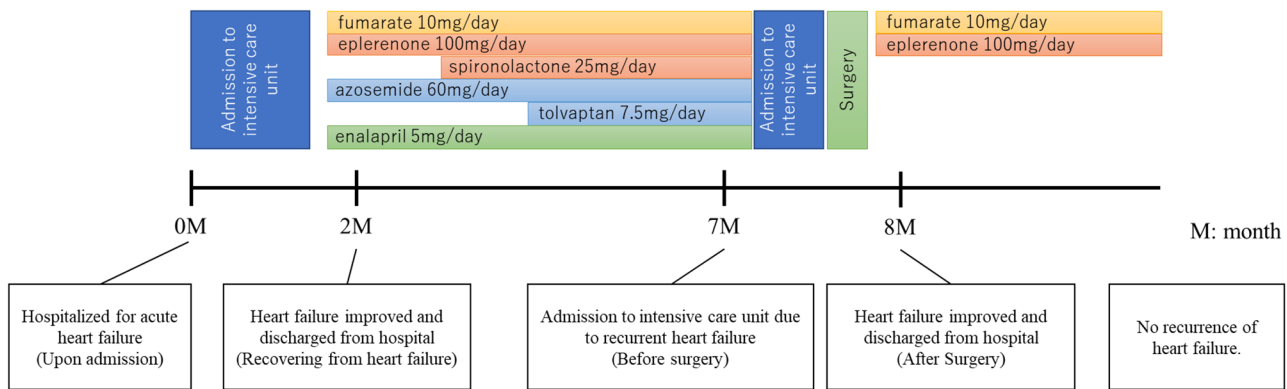 Admission to
intensive care
unit
fumarate 10mg/day
eplerenone 100mg/day
spironolactone 25mg/day
azosemide 60mg/day
tolvaptan 7.5mg/day
enalapril 5mg/day
Admission to
intensive care
unit
Surgery
fumarate 10mg/day
eplerenone 100mg/day
0M
2M
7M
8M
M: month
Hospitalized for acute
heart failure
(Upon admission)
Heart failure improved and
discharged from hospital
(Recovering from heart failure)
Admission to intensive care unit due
to recurrent heart failure
(Before surgery)
Heart failure improved and
discharged from hospital
(After Surgery)
No recurrence of
heart failure.